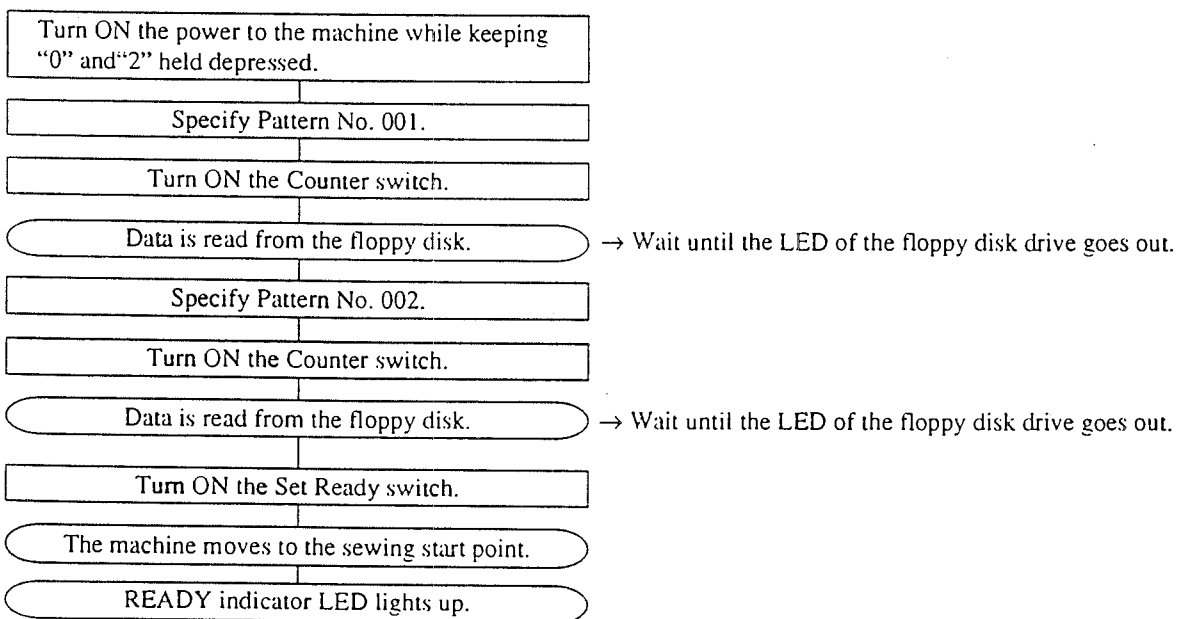 Turn ON the power to the machine while keeping
“0” and“2” held depressed.
Specify Pattern No. 001.
Turn ON the Counter switch.
Data is read from the floppy disk. → Wait until the LED of the floppy disk drive goes out.
Specify Pattern No. 002.
Turn ON the Counter switch.
Data is read from the floppy disk. → Wait until the LED of the floppy disk drive goes out.
Turn ON the Set Ready switch.
The machine moves to the sewing start point.
READY indicator LED lights up.